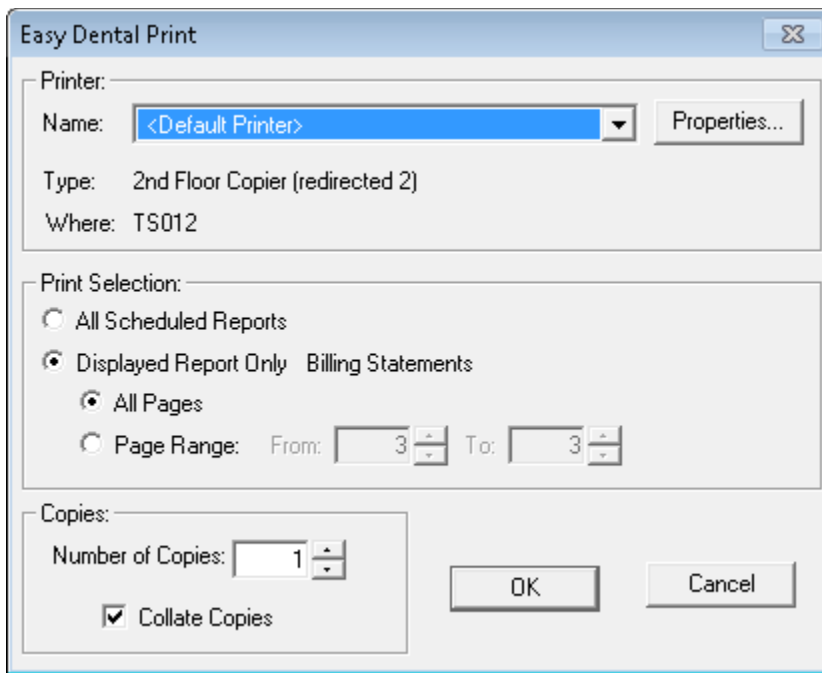 Easy Dental Print
Printer:
Name: <Default Printer> Properties...
Type: 2nd Floor Copier (redirected 2)
Where: TS012
Print Selection:
All Scheduled Reports
Displayed Report Only Billing Statements
All Pages
Page Range: From: 3 To: 3
Copies:
Number of Copies: 1
OK Cancel
Collate Copies